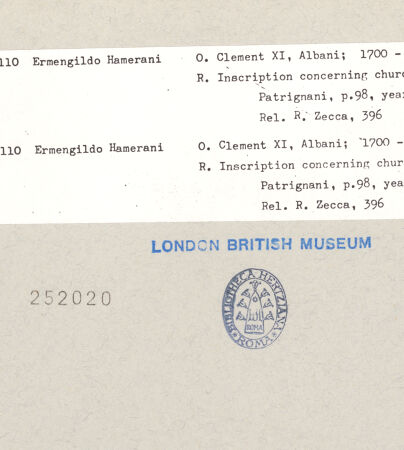 110 Ermengildo Hamerani O. Clement XI, Albani; 1700 -
R. Inscription concerning chur
Patrignani, p.98, yea
Rel. R. Zecca, 396
110 Ermengildo Hamerani O. Clement XI, Albani; 1700 -
R. Inscription concerning chur
Patrignani, p.98, yea
Rel. R. Zecca, 396
LONDON BRITISH MUSEUM
252020
BIBLIOTHECA HERTZIANA
ROMA
ROMA